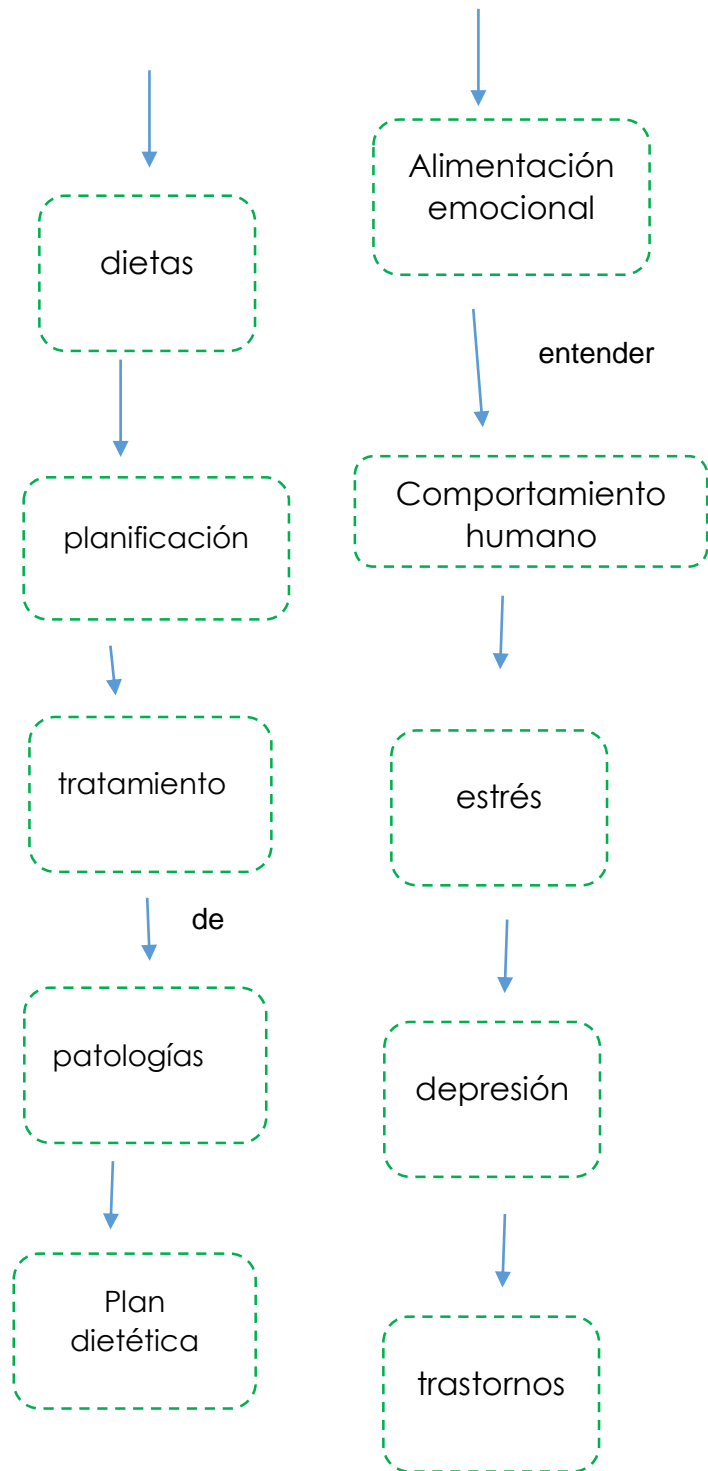 dietas
planificación
tratamiento
de
patologías
Plan
dietética
Alimentación
emocional
entender
Comportamiento
humano
estrés
depresión
trastornos